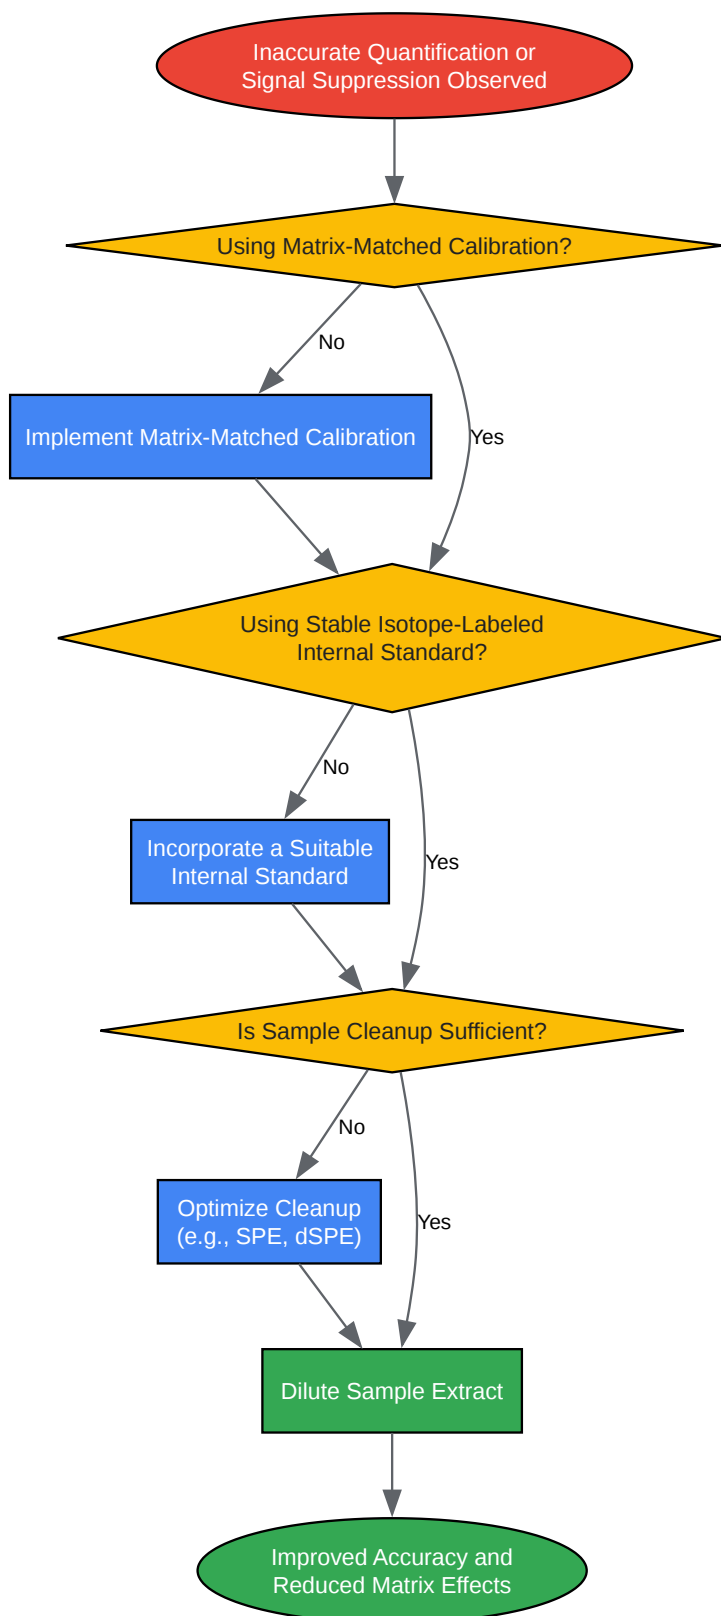 Inaccurate Quantification or
Signal Suppression Observed
Using Matrix-Matched Calibration?
No
Implement Matrix-Matched Calibration
Yes
Using Stable Isotope-Labeled
Internal Standard?
No
Incorporate a Suitable
Internal Standard
Yes
Is Sample Cleanup Sufficient?
No
Optimize Cleanup
(e.g., SPE, dSPE)
Yes
Dilute Sample Extract
Improved Accuracy and
Reduced Matrix Effects